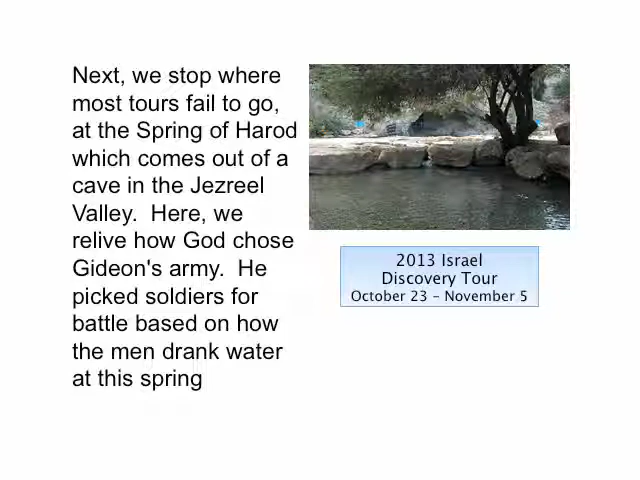 Next, we stop where
most tours fail to go,
at the Spring of Harod
which comes out of a
cave in the Jezreel
Valley.  Here, we
relive how God chose
Gideon's army.  He
picked soldiers for
battle based on how
the men drank water
at this spring
2013 Israel
Discovery Tour
October 23 – November 5